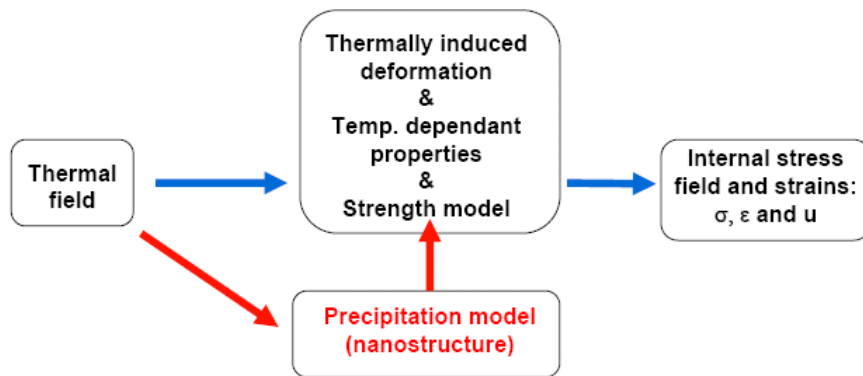 Thermally induced
deformation
&
Temp. dependant
properties
&
Strength model
Thermal
field
Internal stress
field and strains:
σ, ε and u
Precipitation model
(nanostructure)